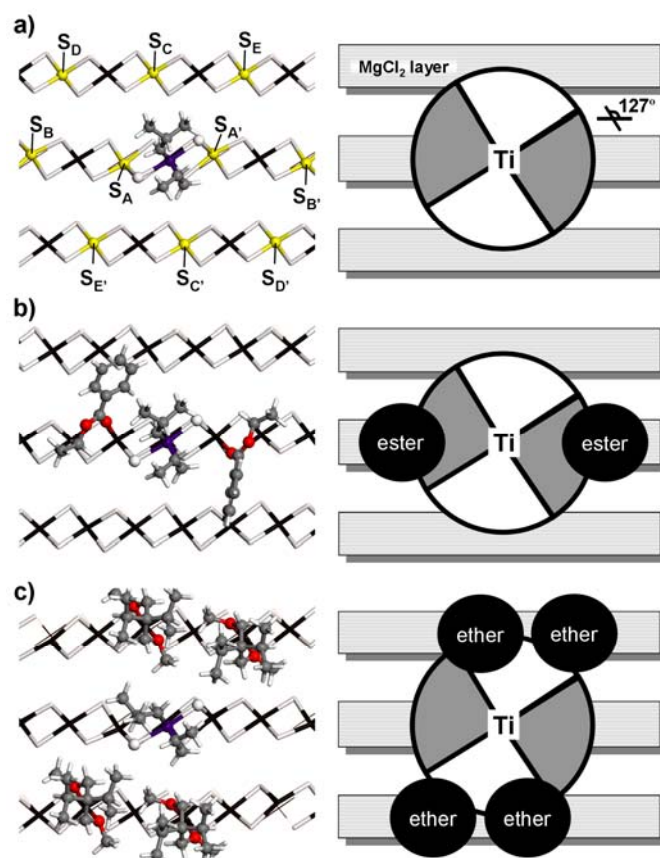 a)
S_D S_C S_E
S_B S_A'
S_A S_B'
S_E' S_C' S_D'
MgCl₂ layer
127°
Ti
b)
ester Ti ester
c)
ether ether
Ti
ether ether